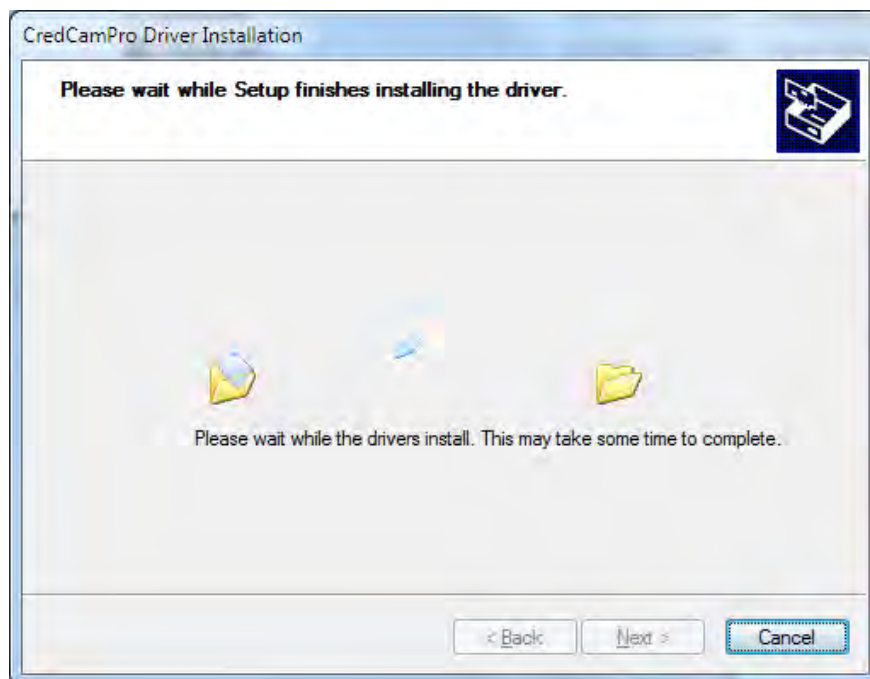 CredCamPro Driver Installation
Please wait while Setup finishes installing the driver.
Please wait while the drivers install. This may take some time to complete.
< Back
Next >
Cancel